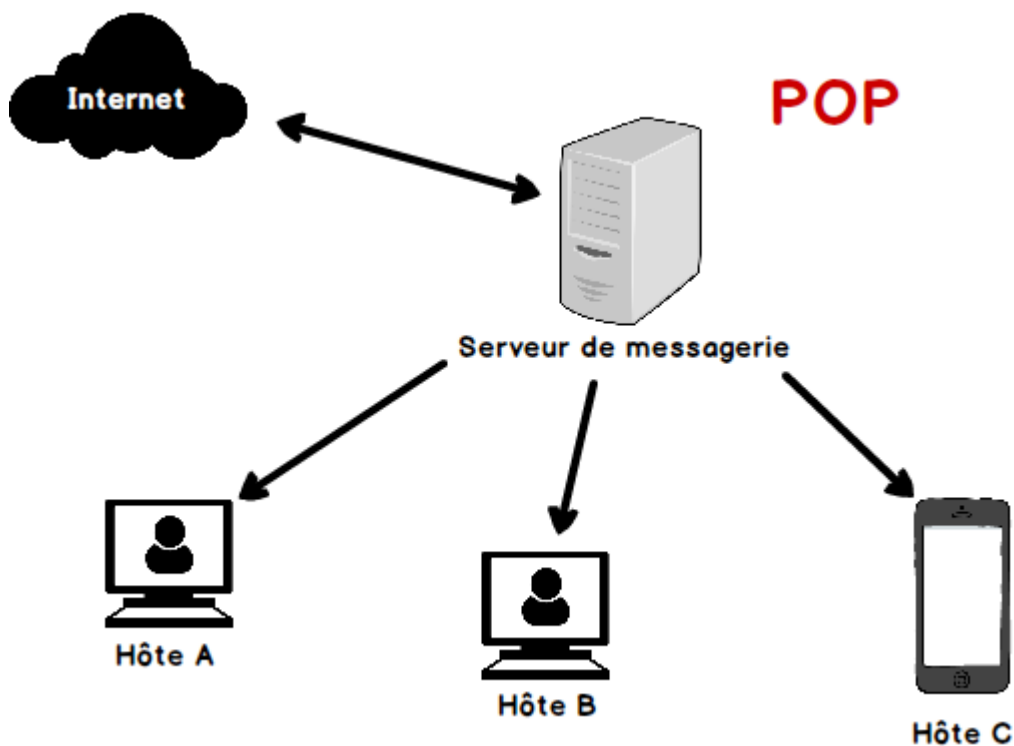 Internet
POP
Serveur de messagerie
Hôte A
Hôte B
Hôte C